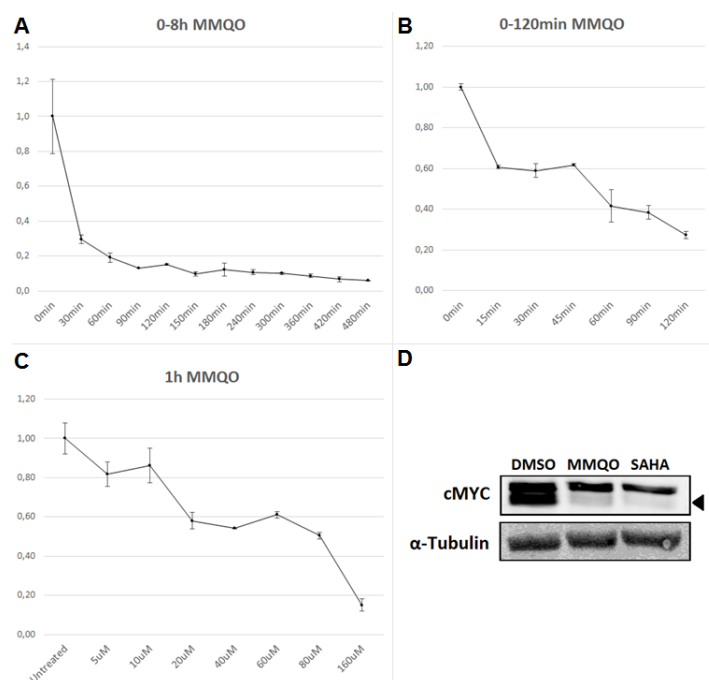 A
0-8h MMQO
1,4
1,2
1,0
0,8
0,6
0,4
0,2
0,0
0min
30min
60min
90min
120min
150min
180min
240min
300min
360min
420min
480min
B
0-120min MMQO
1,20
1,00
0,80
0,60
0,40
0,20
0,00
0min
15min
30min
45min
60min
90min
120min
C
1h MMQO
1,20
1,00
0,80
0,60
0,40
0,20
0,00
Untreated
5uM
10uM
20uM
40uM
60uM
80uM
160uM
D
DMSO MMQO SAHA
cMYC
α-Tubulin